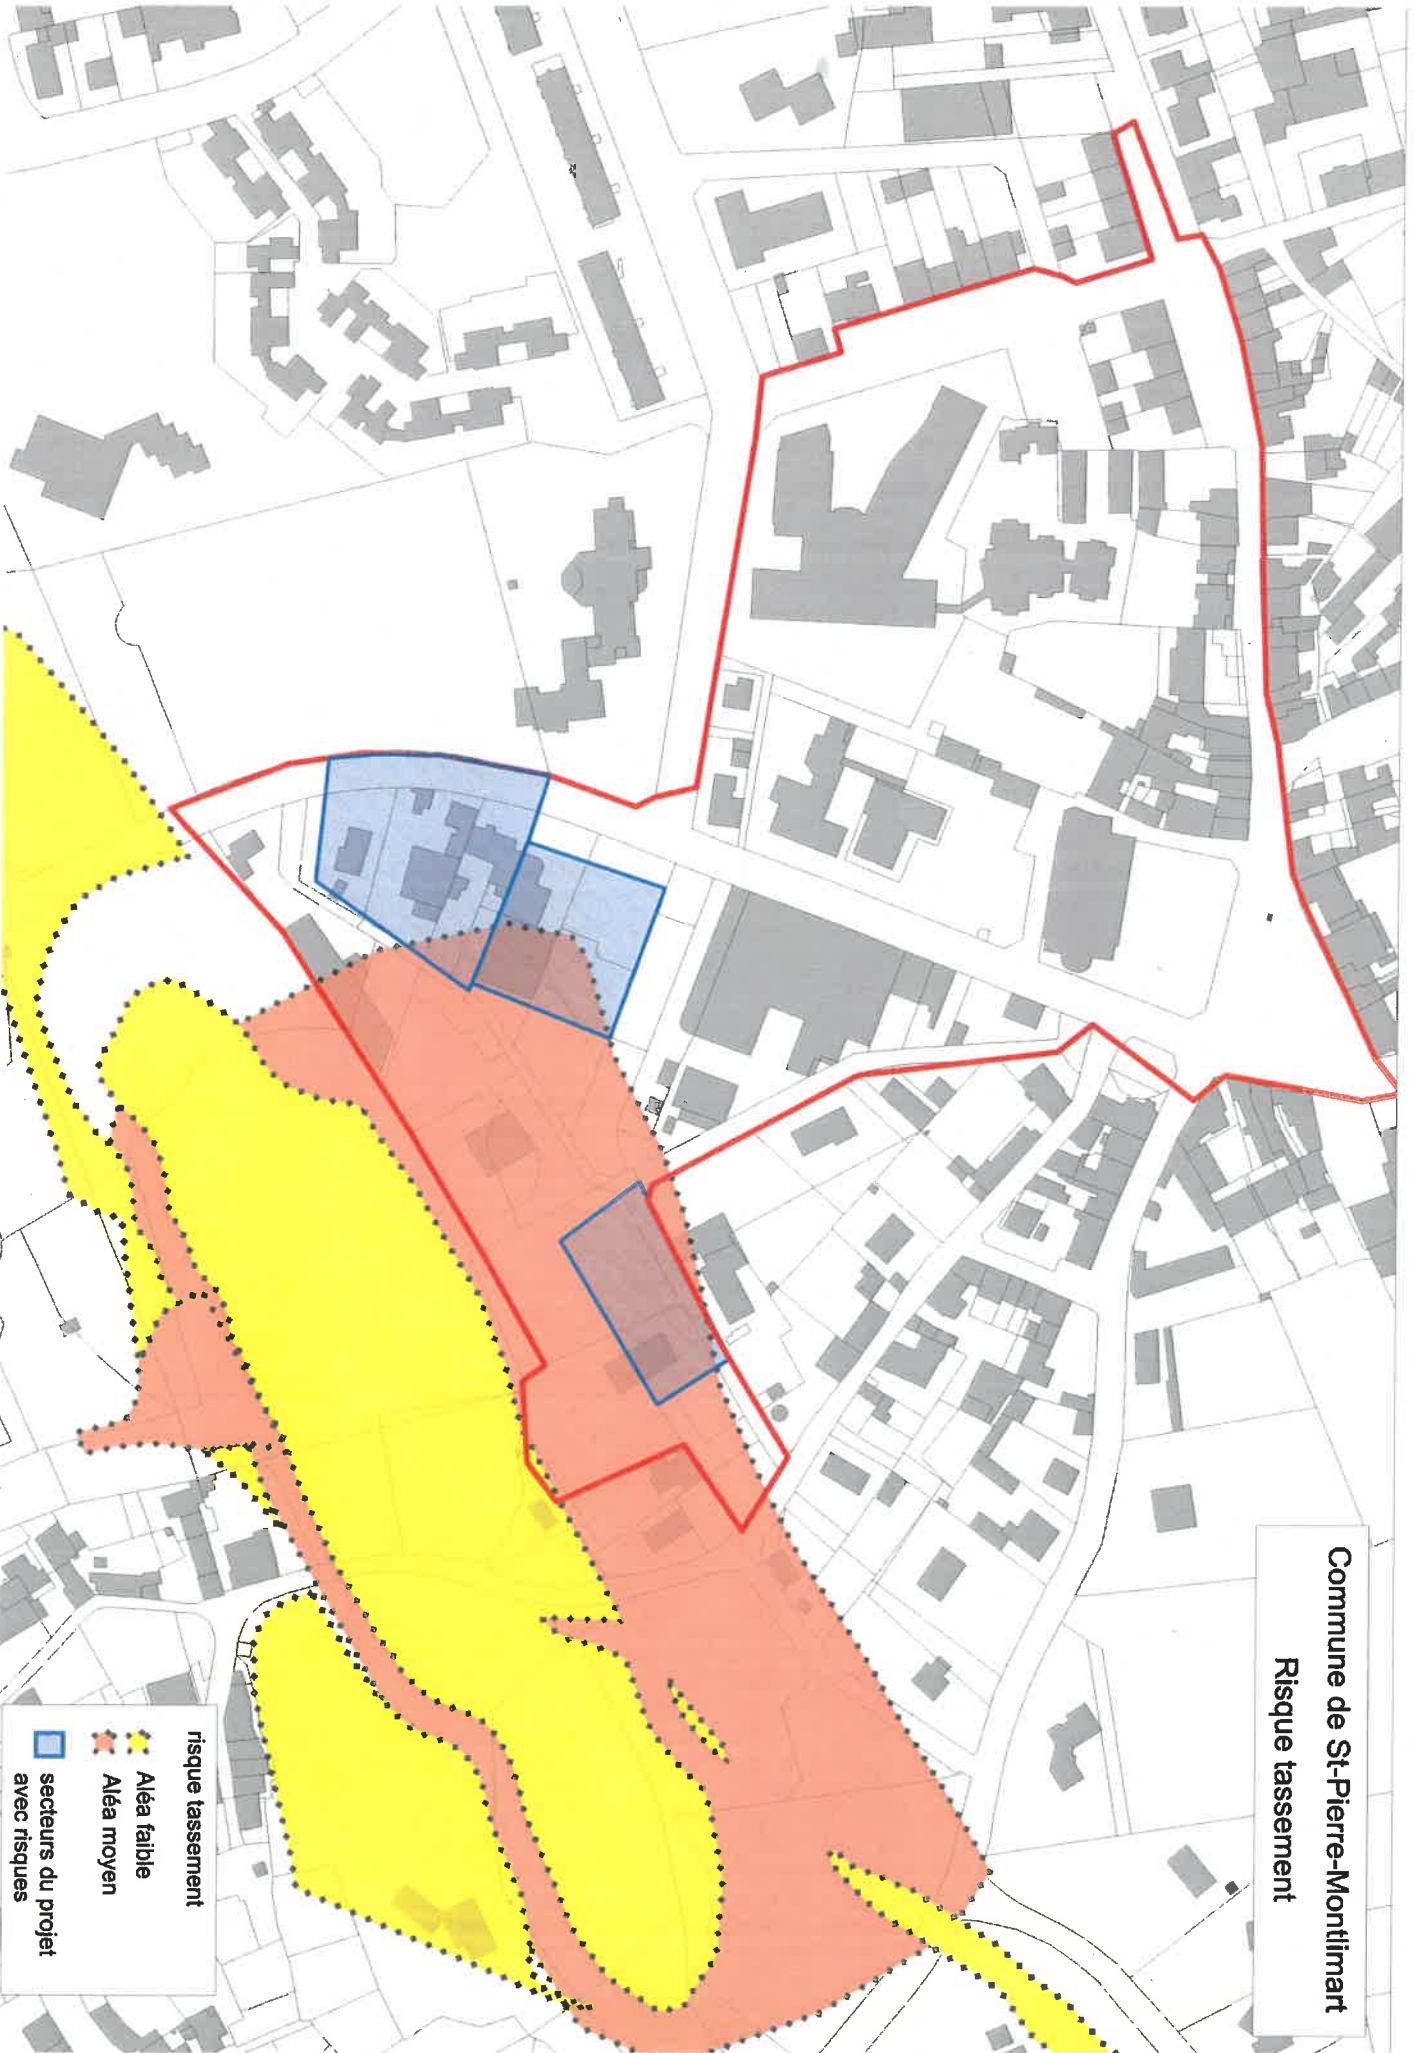 Commune de St-Pierre-Montlimart
Risque tassement
risque tassement
Aléa faible
Aléa moyen
secteurs du projet
avec risques